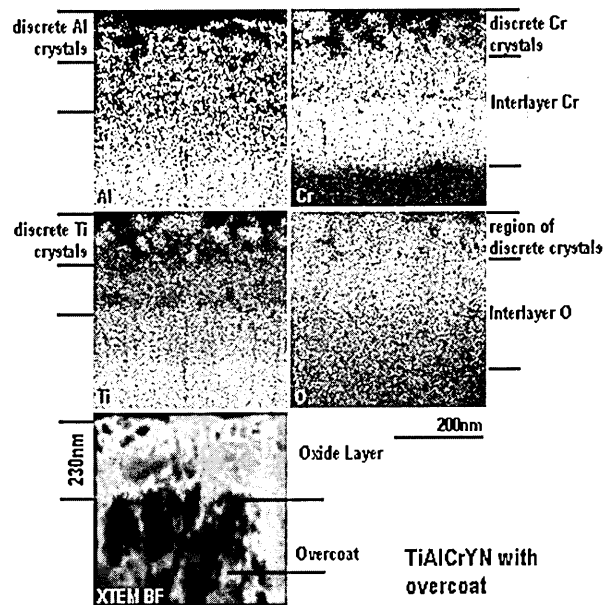 discrete Al
crystals
Al
discrete Cr
crystals
Interlayer Cr
Cr
discrete Ti
crystals
Ti
region of
discrete crystals
Interlayer O
O
200nm
230nm
Oxide Layer
Overcoat
XTEM BF
TiAlCrYN with
overcoat